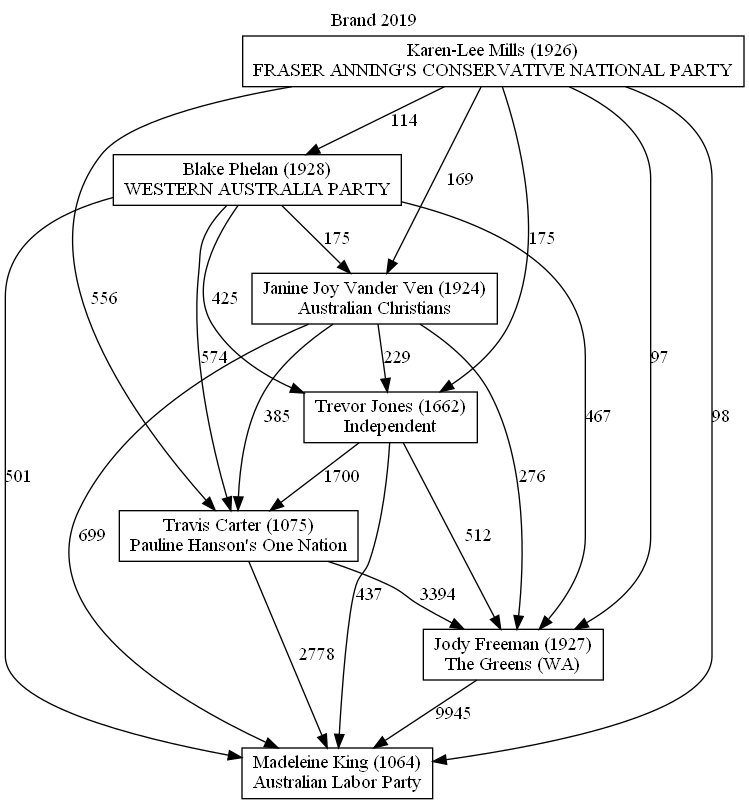 Brand 2019
Karen-Lee Mills (1926)
FRASER ANNING'S CONSERVATIVE NATIONAL PARTY
114
Blake Phelan (1928)
WESTERN AUSTRALIA PARTY
169
175
175
Janine Joy Vander Ven (1924)
Australian Christians
556
425
574
229
97
385
467
98
Trevor Jones (1662)
Independent
501
1700
276
Travis Carter (1075)
Pauline Hanson's One Nation
699
512
437
3394
Jody Freeman (1927)
The Greens (WA)
2778
9945
Madeleine King (1064)
Australian Labor Party